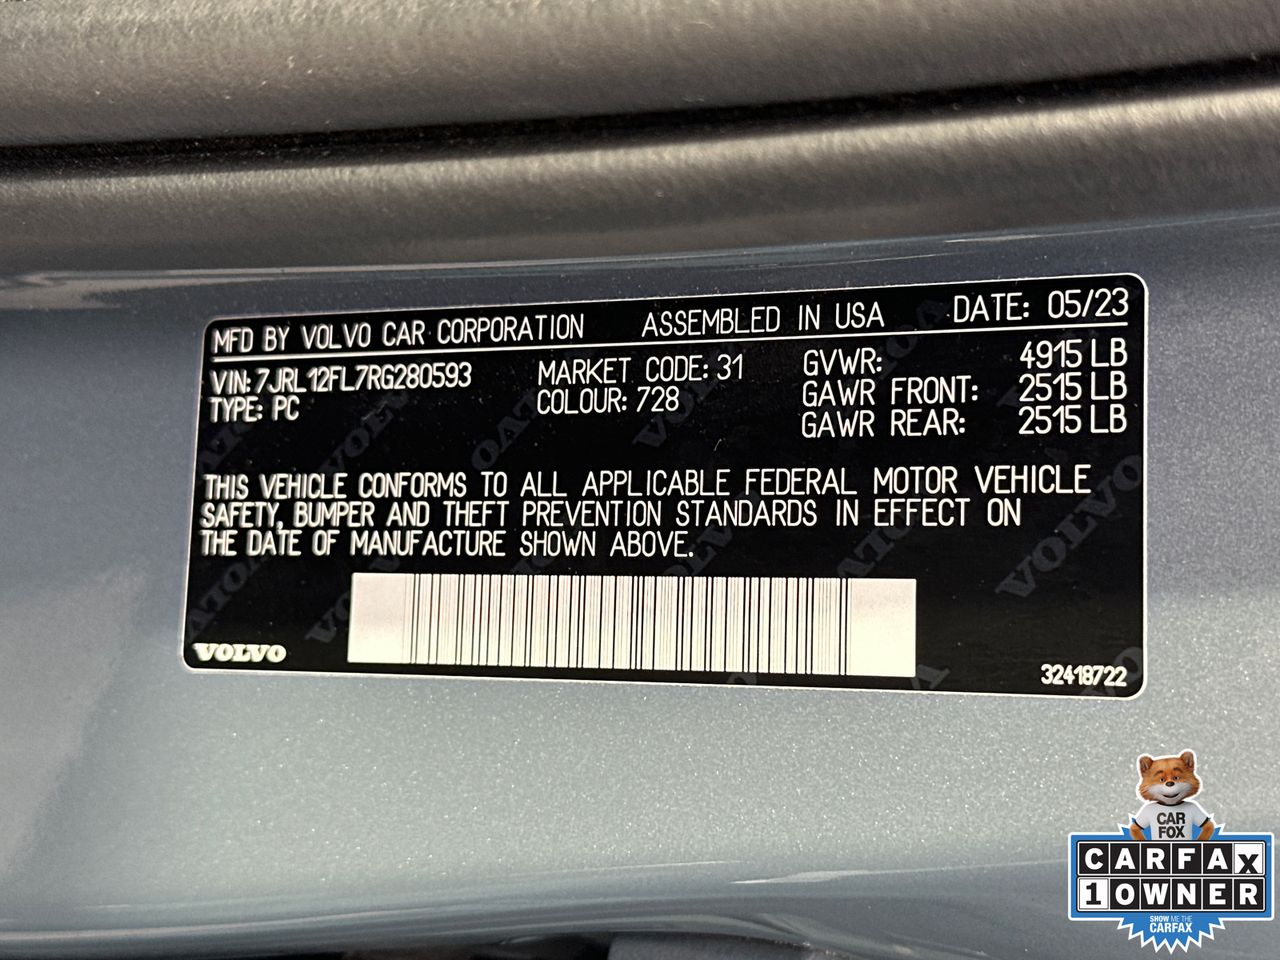 MFD BY VOLVO CAR CORPORATION ASSEMBLED IN USA DATE: 05/23
VIN: 7JRL12FL7RG280593 MARKET CODE: 31 GVWR: 4915 LB
TYPE: PC COLOUR: 728 GAWR FRONT: 2515 LB
GAWR REAR: 2515 LB
THIS VEHICLE CONFORMS TO ALL APPLICABLE FEDERAL MOTOR VEHICLE
SAFETY, BUMPER AND THEFT PREVENTION STANDARDS IN EFFECT ON
THE DATE OF MANUFACTURE SHOWN ABOVE.
VOLVO
32418722
CAR
FOX
CARFAX
1 OWNER
SHOW ME THE
CARFAX